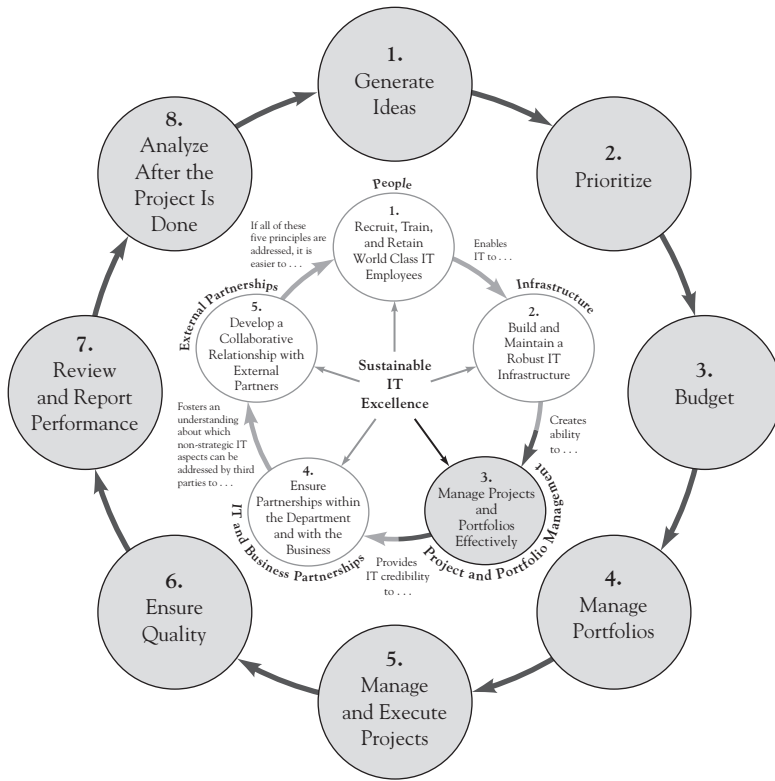 1.
Generate
Ideas
2.
Prioritize
3.
Budget
4.
Manage
Portfolios
5.
Manage
and Execute
Projects
6.
Ensure
Quality
7.
Review
and Report
Performance
8.
Analyze
After the
Project Is
Done
People
1.
Recruit, Train,
and Retain
World Class IT
Employees
Enables
IT to . . .
Infrastructure
2.
Build and
Maintain a
Robust IT
Infrastructure
Creates
ability
to . . .
Project and Portfolio Management
3.
Manage Projects
and
Portfolios
Effectively
Provides
IT credibility
to . . .
IT and Business Partnerships
4.
Ensure
Partnerships within
the Department
and with the
Business
Fosters an
understanding
about which
non-strategic IT
aspects can be
addressed by third
parties to . . .
External Partnerships
5.
Develop a
Collaborative
Relationship with
External
Partners
If all of these
five principles are
addressed, it is
easier to . . .
Sustainable
IT
Excellence